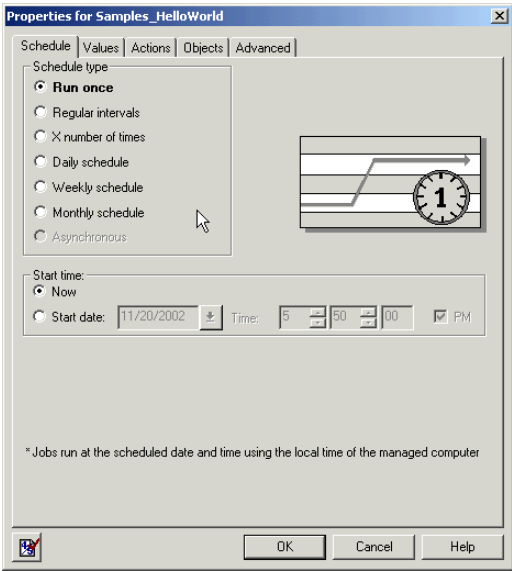 Properties for Samples_HelloWorld
Schedule Values Actions Objects Advanced
Schedule type
Run once
Regular intervals
X number of times
Daily schedule
Weekly schedule
Monthly schedule
Asynchronous
1
Start time:
Now
Start date: 11/20/2002 Time: 5 50 00 PM
*Jobs run at the scheduled date and time using the local time of the managed computer
OK Cancel Help